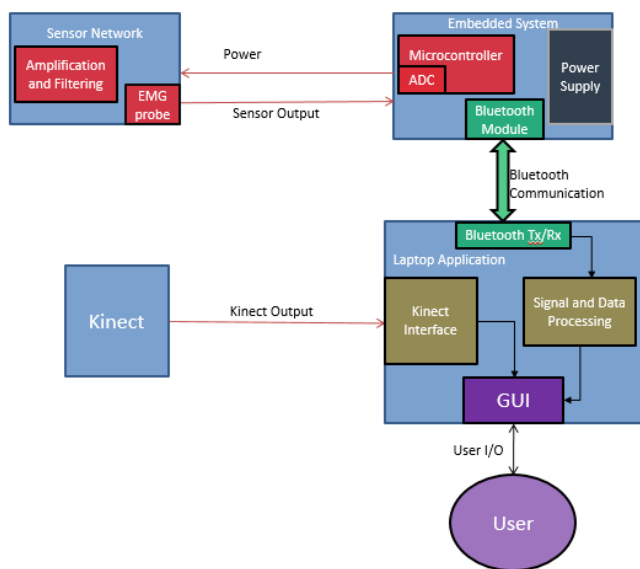 Sensor Network
Amplification
and Filtering
EMG
probe
Power
Sensor Output
Embedded System
Microcontroller
ADC
Power
Supply
Bluetooth
Module
Bluetooth
Communication
Bluetooth Tx/Rx
Laptop Application
Kinect
Kinect Output
Kinect
Interface
Signal and Data
Processing
GUI
User I/O
User